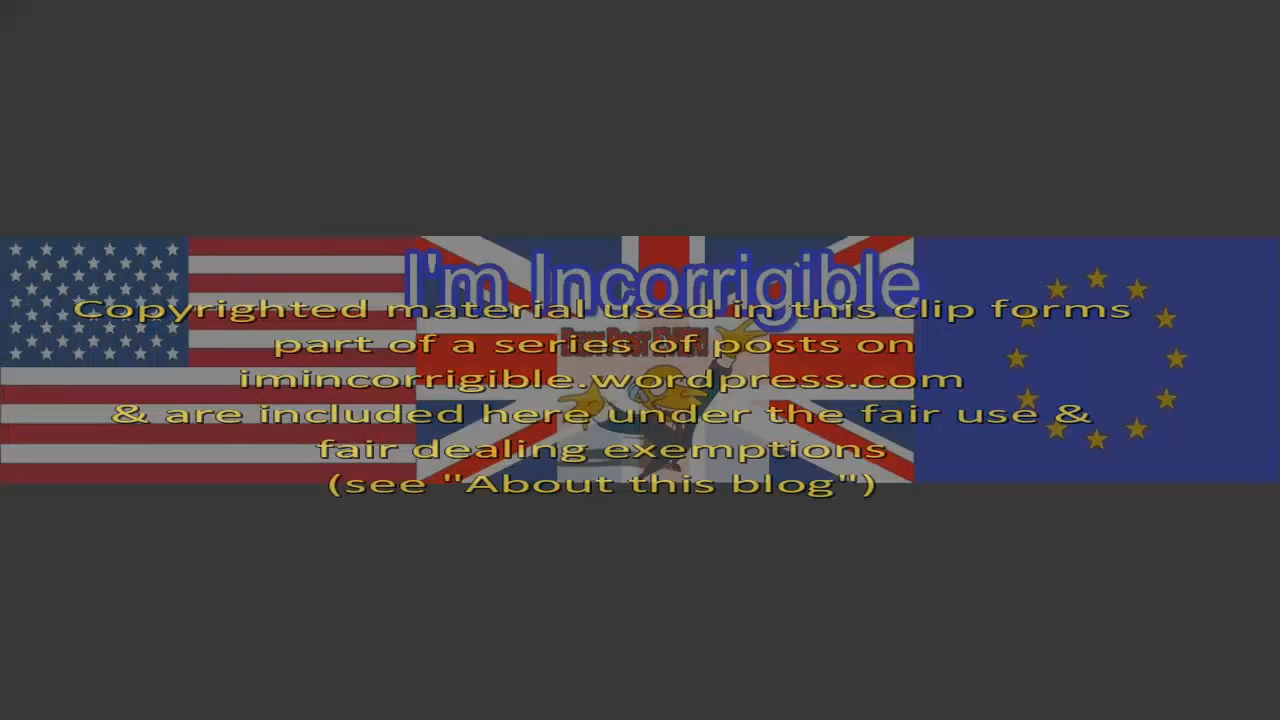 I'm Incorrigible
Copyrighted material used in this clip forms
part of a series of posts on
imincorrigible.wordpress.com
& are included here under the fair use &
fair dealing exemptions
(see "About this blog")